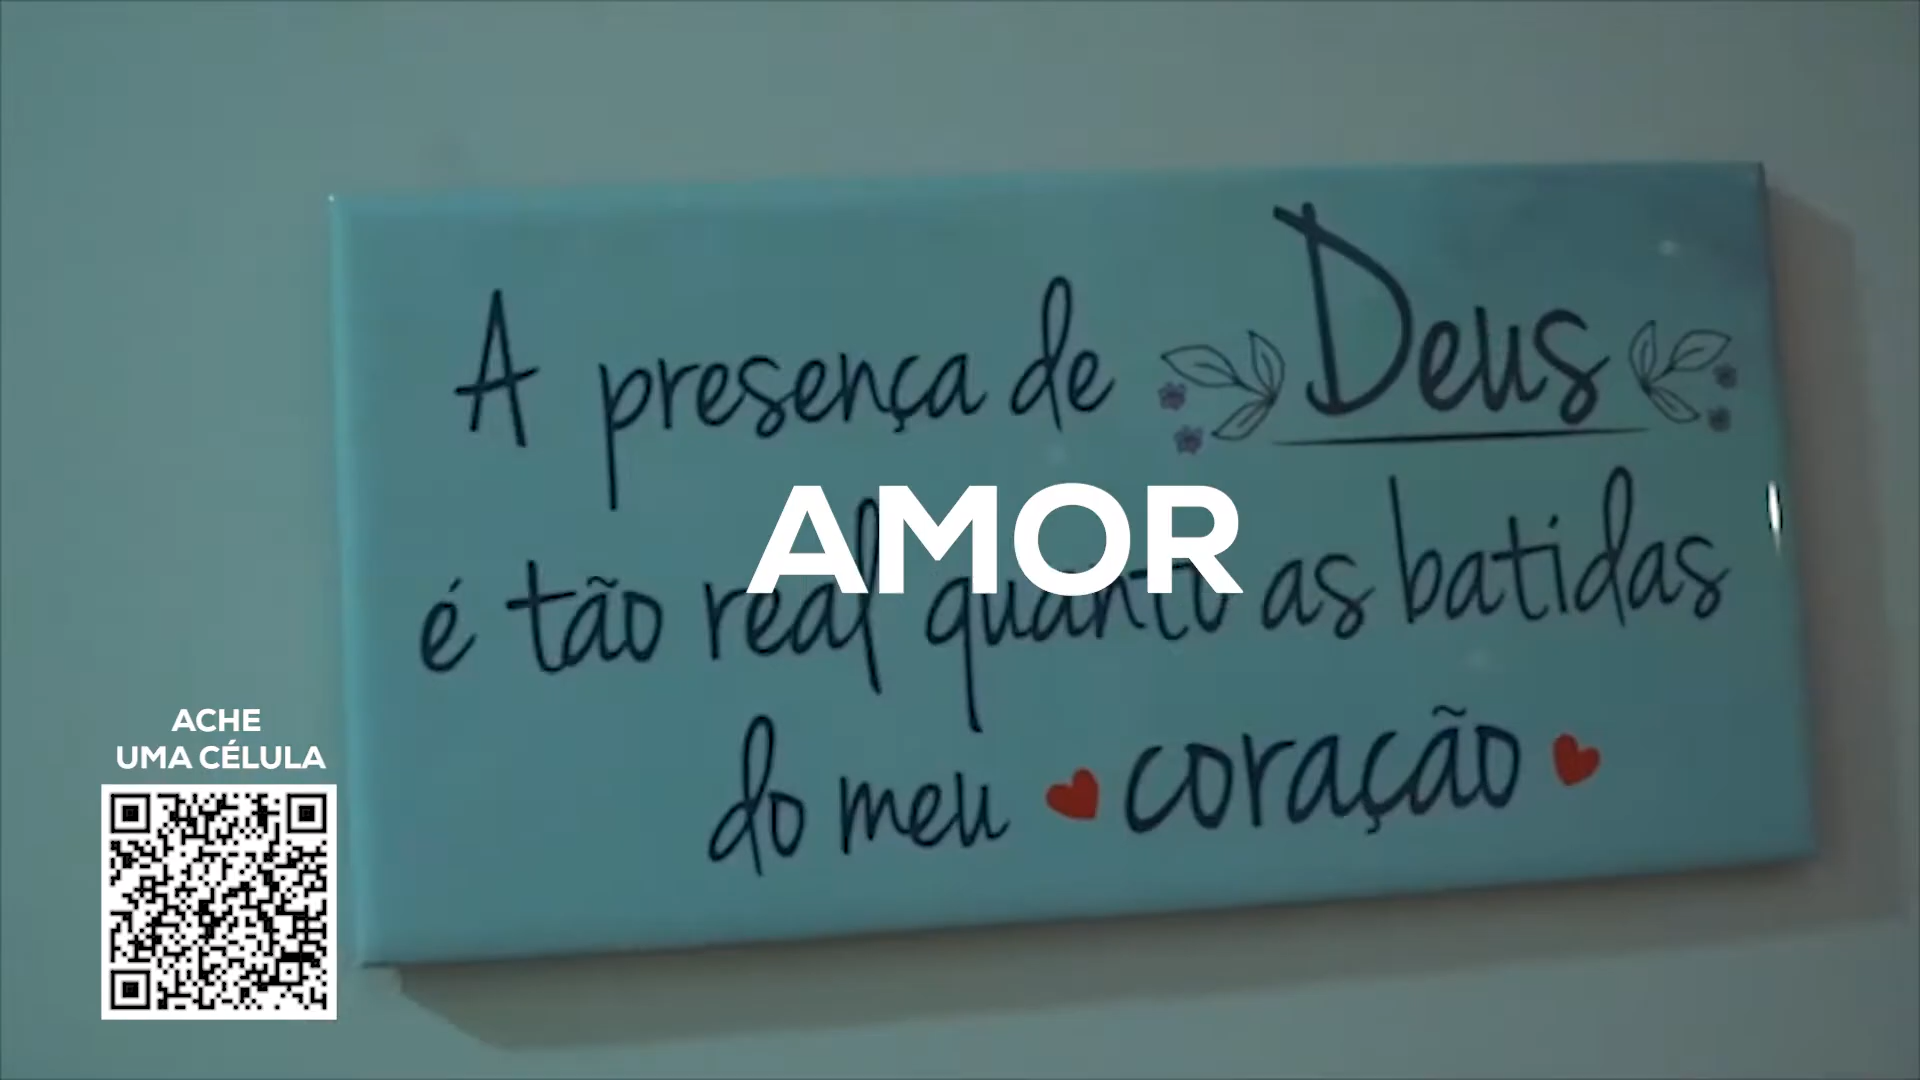 A presença de Deus
AMOR
é tão real quanto as batidas
do meu coração
ACHE
UMA CÉLULA